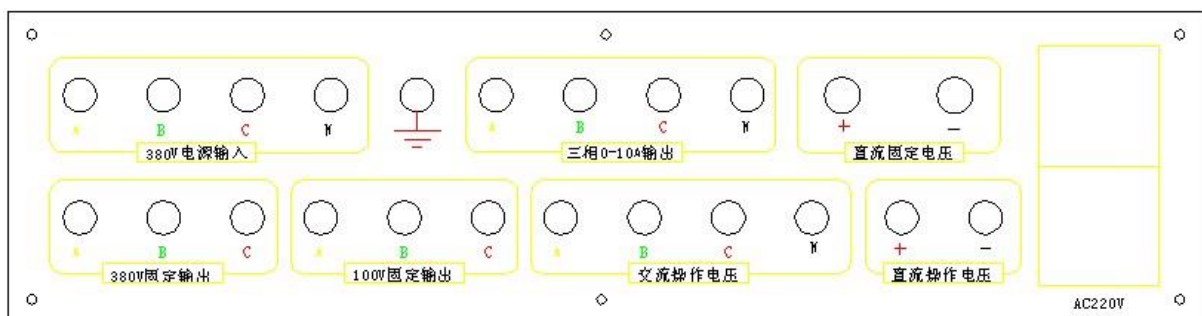 A B C N
380V电源输入
A B C N
三相0-10A输出
+ -
直流固定电压
A B C
380V固定输出
A B C
100V固定输出
A B C N
交流操作电压
+ -
直流操作电压
AC220V